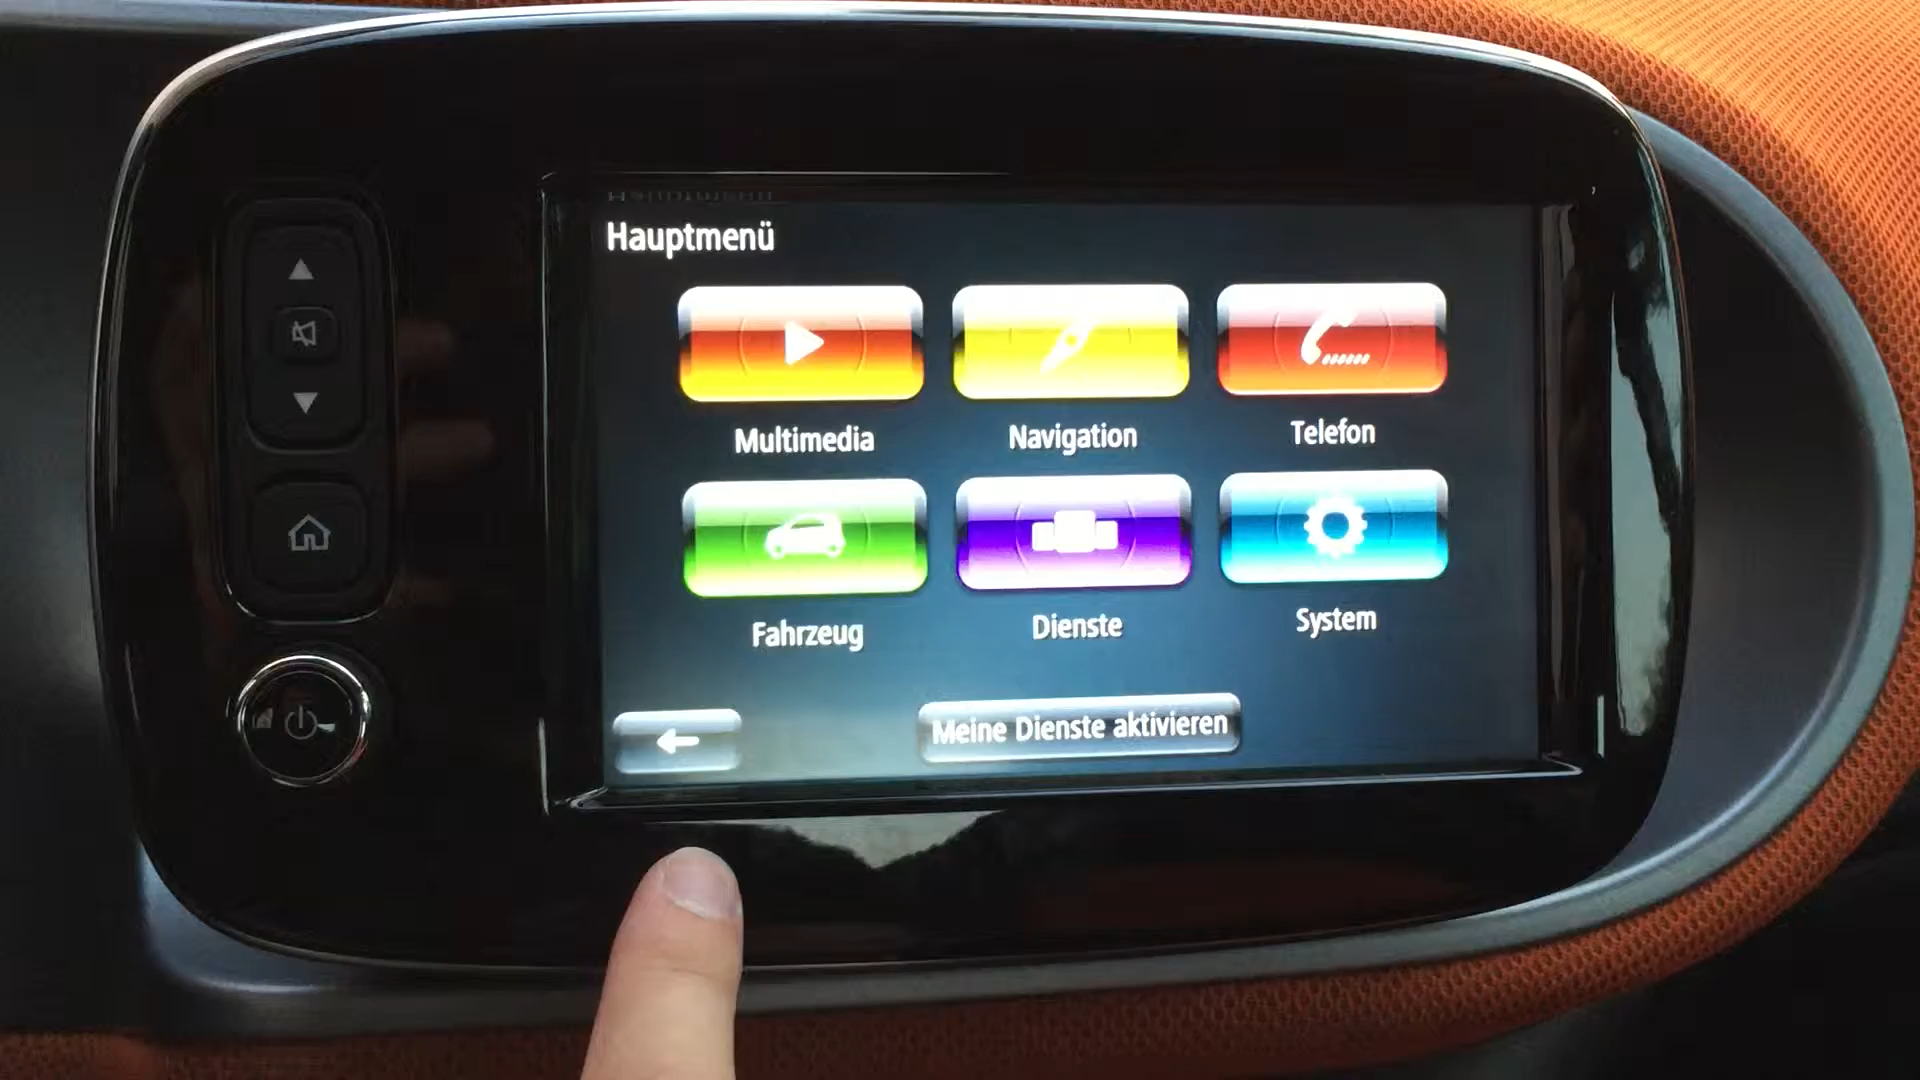 Hauptmenü
Multimedia
Navigation
Telefon
Fahrzeug
Dienste
System
Meine Dienste aktivieren